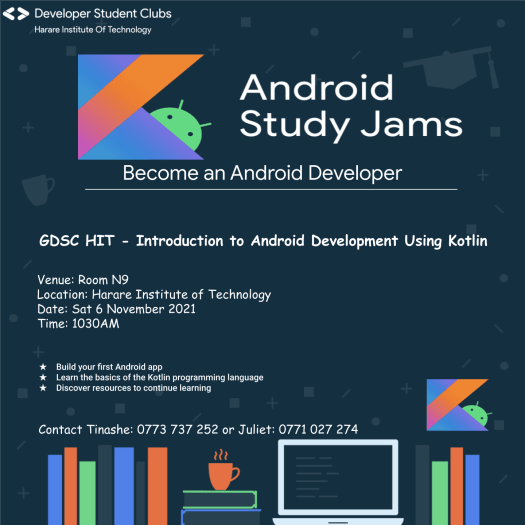 Developer Student Clubs
Harare Institute Of Technology
Android
Study Jams
Become an Android Developer
GDSC HIT - Introduction to Android Development Using Kotlin
Venue: Room N9
Location: Harare Institute of Technology
Date: Sat 6 November 2021
Time: 1030AM
★ Build your first Android app
★ Learn the basics of the Kotlin programming language
★ Discover resources to continue learning
Contact Tinashe: 0773 737 252 or Juliet: 0771 027 274